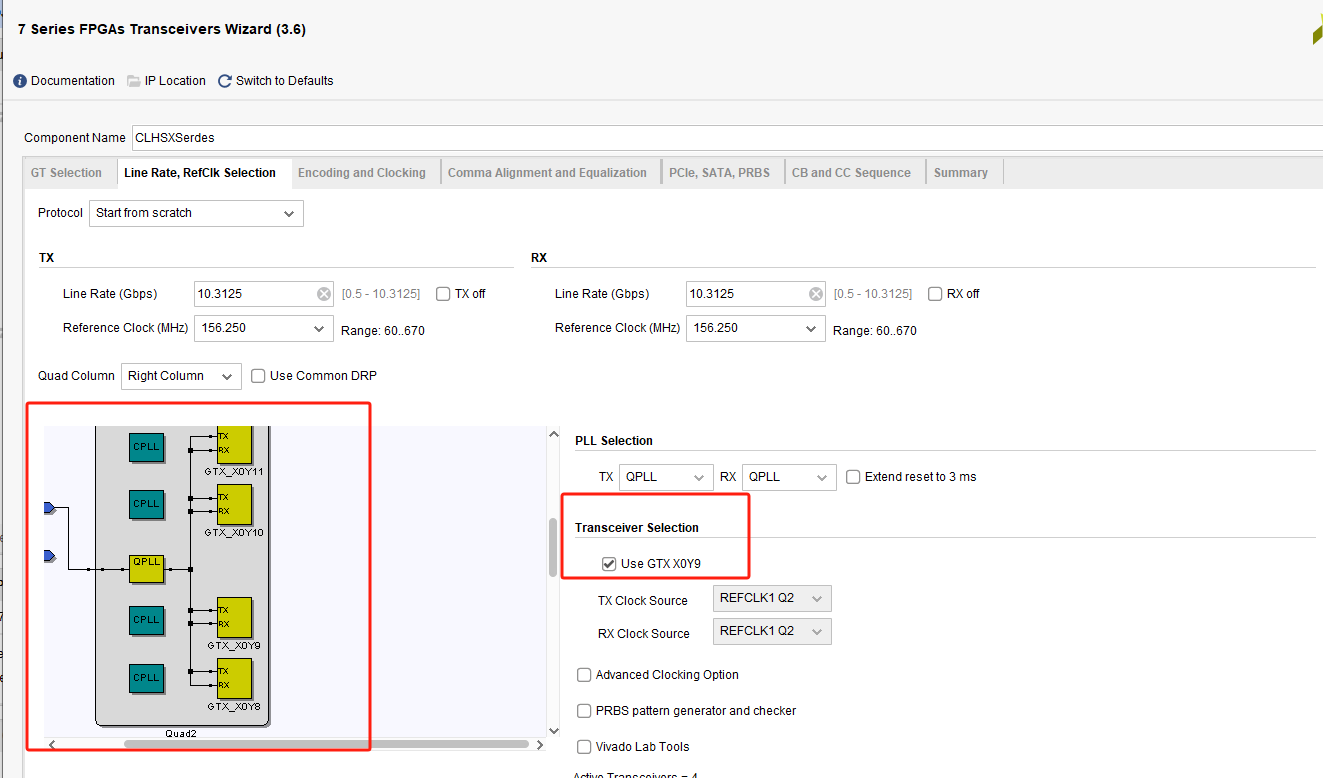 7 Series FPGAs Transceivers Wizard (3.6)
Documentation IP Location Switch to Defaults
Component Name CLHSXSerdes
GT Selection Line Rate, RefClk Selection Encoding and Clocking Comma Alignment and Equalization PCIe, SATA, PRBS CB and CC Sequence Summary
Protocol Start from scratch
TX
Line Rate (Gbps) 10.3125 [0.5 - 10.3125] TX off
Reference Clock (MHz) 156.250 Range: 60..670
RX
Line Rate (Gbps) 10.3125 [0.5 - 10.3125] RX off
Reference Clock (MHz) 156.250 Range: 60..670
Quad Column Right Column Use Common DRP
CPLL TX
RX
GTX_X0Y11
CPLL TX
RX
GTX_X0Y10
QPLL
CPLL TX
RX
GTX_X0Y9
CPLL TX
RX
GTX_X0Y8
Quad2
PLL Selection
TX QPLL RX QPLL Extend reset to 3 ms
Transceiver Selection
Use GTX X0Y9
TX Clock Source REFCLK1 Q2
RX Clock Source REFCLK1 Q2
Advanced Clocking Option
PRBS pattern generator and checker
Vivado Lab Tools
Active Transceivers = 4